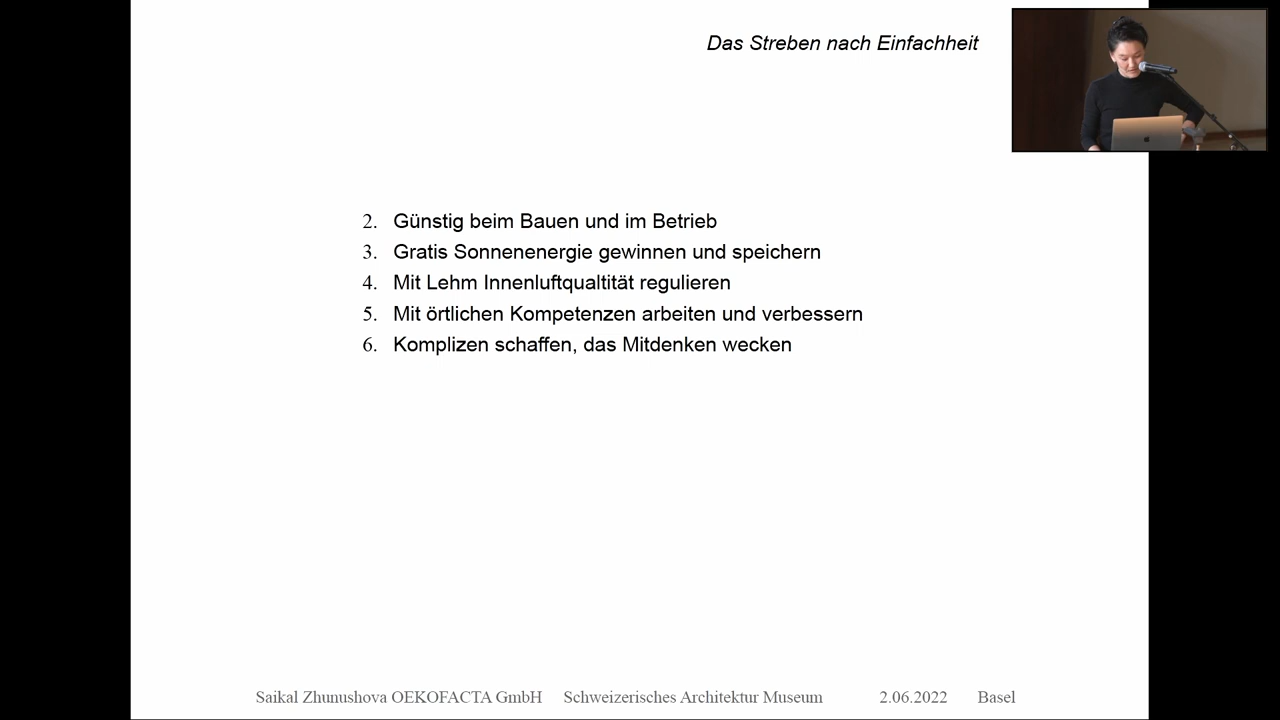 Das Streben nach Einfachheit
2. Günstig beim Bauen und im Betrieb
3. Gratis Sonnenenergie gewinnen und speichern
4. Mit Lehm Innenluftqualtität regulieren
5. Mit örtlichen Kompetenzen arbeiten und verbessern
6. Komplizen schaffen, das Mitdenken wecken
Saikal Zhunushova OEKOFACTA GmbH Schweizerisches Architektur Museum 2.06.2022 Basel